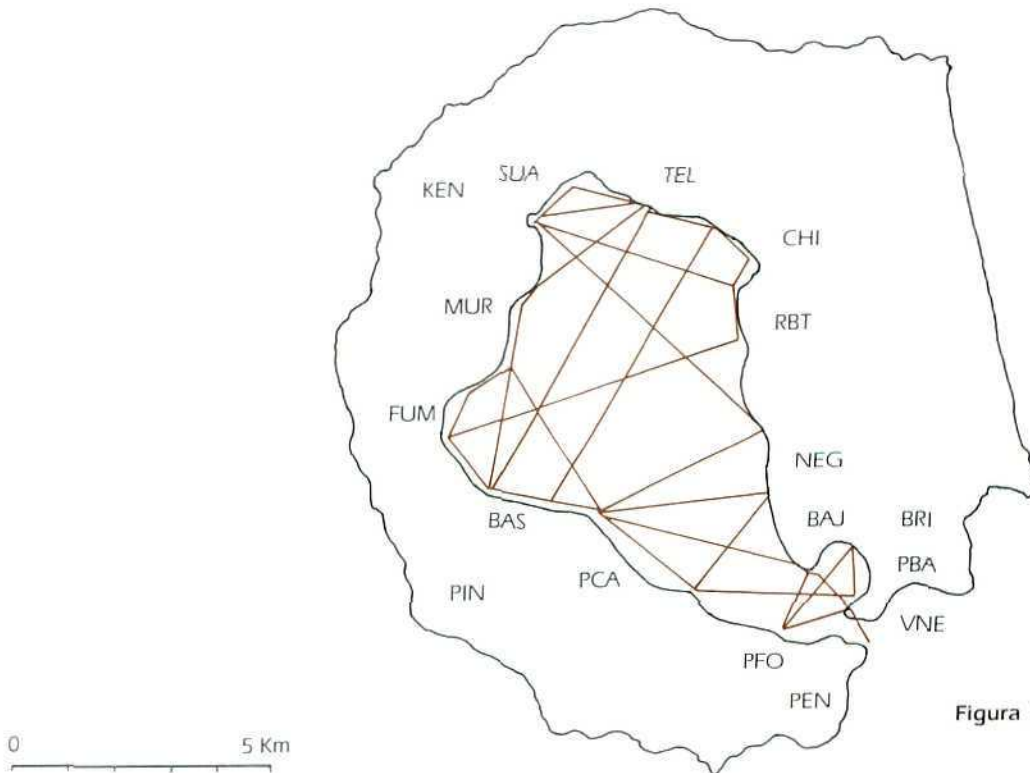 SUA
TEL
KEN
CHI
MUR
RBT
FUM
NEG
BAS
BAJ
BRI
PCA
PBA
PIN
VNE
PFO
PEN
Figura
0
5 Km